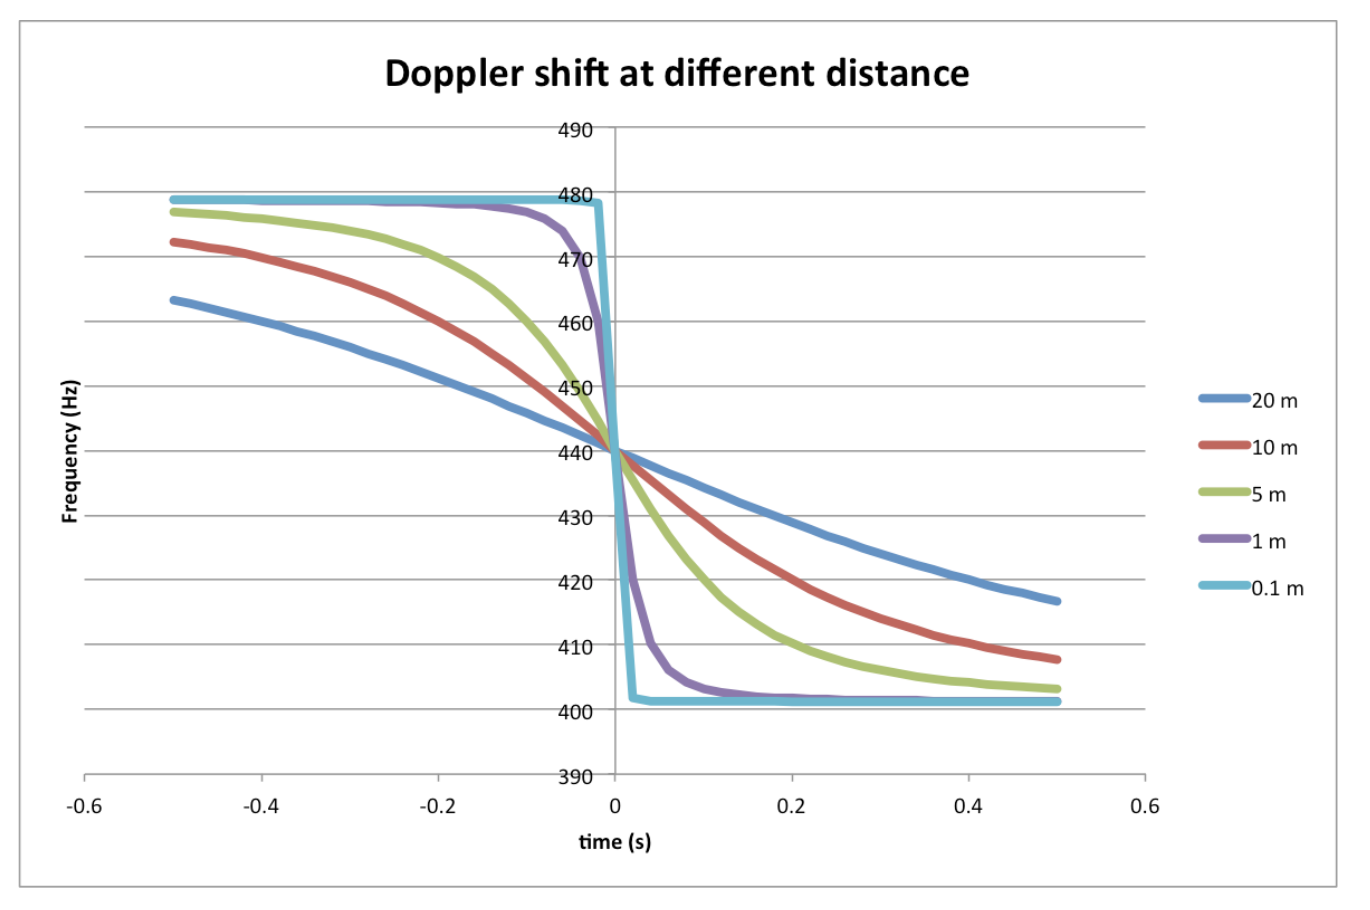 Doppler shift at different distance
490
480
470
460
450
440
430
420
410
400
390
-0.6 -0.4 -0.2 0 0.2 0.4 0.6
time (s)
Frequency (Hz)
20 m
10 m
5 m
1 m
0.1 m